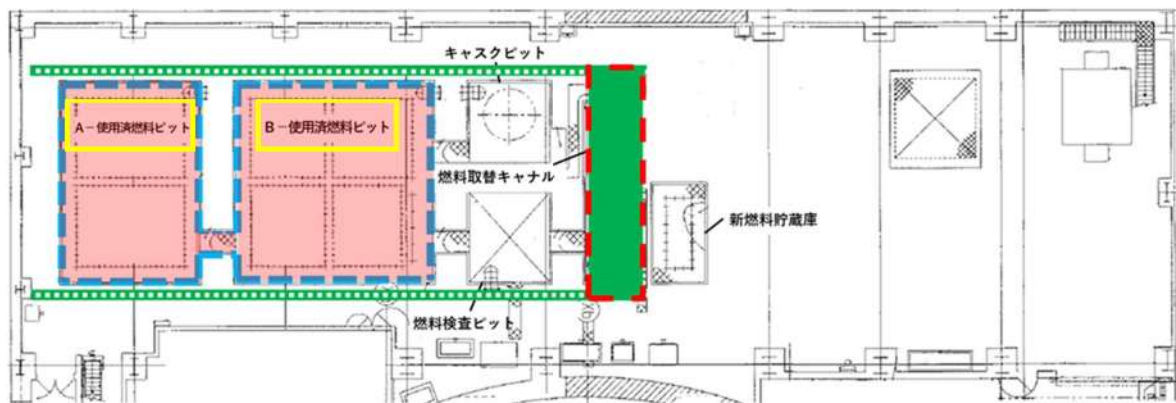 キャスクピット
A-使用済燃料ピット
B-使用済燃料ピット
燃料取替キャナル
新燃料貯蔵庫
燃料検査ピット